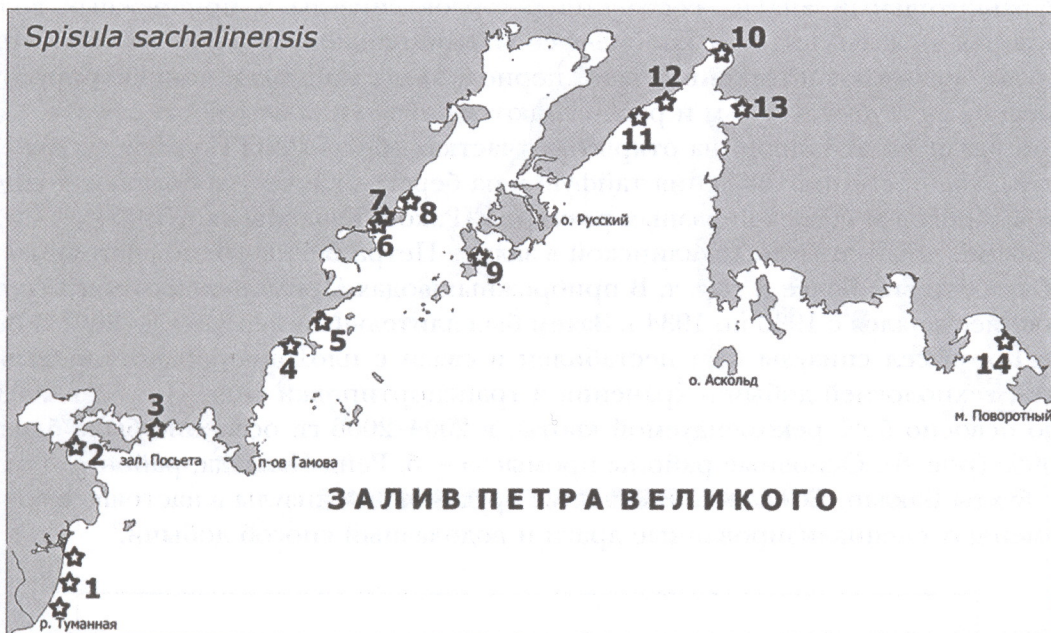 Spisula sachalinensis
10
12
11
13
7
8
6
о. Русский
9
5
4
14
о. Аскольд
3
м. Поворотный
2
зал. Посьета
п-ов Гамова
ЗАЛИВ ПЕТРА ВЕЛИКОГО
1
р. Туманная